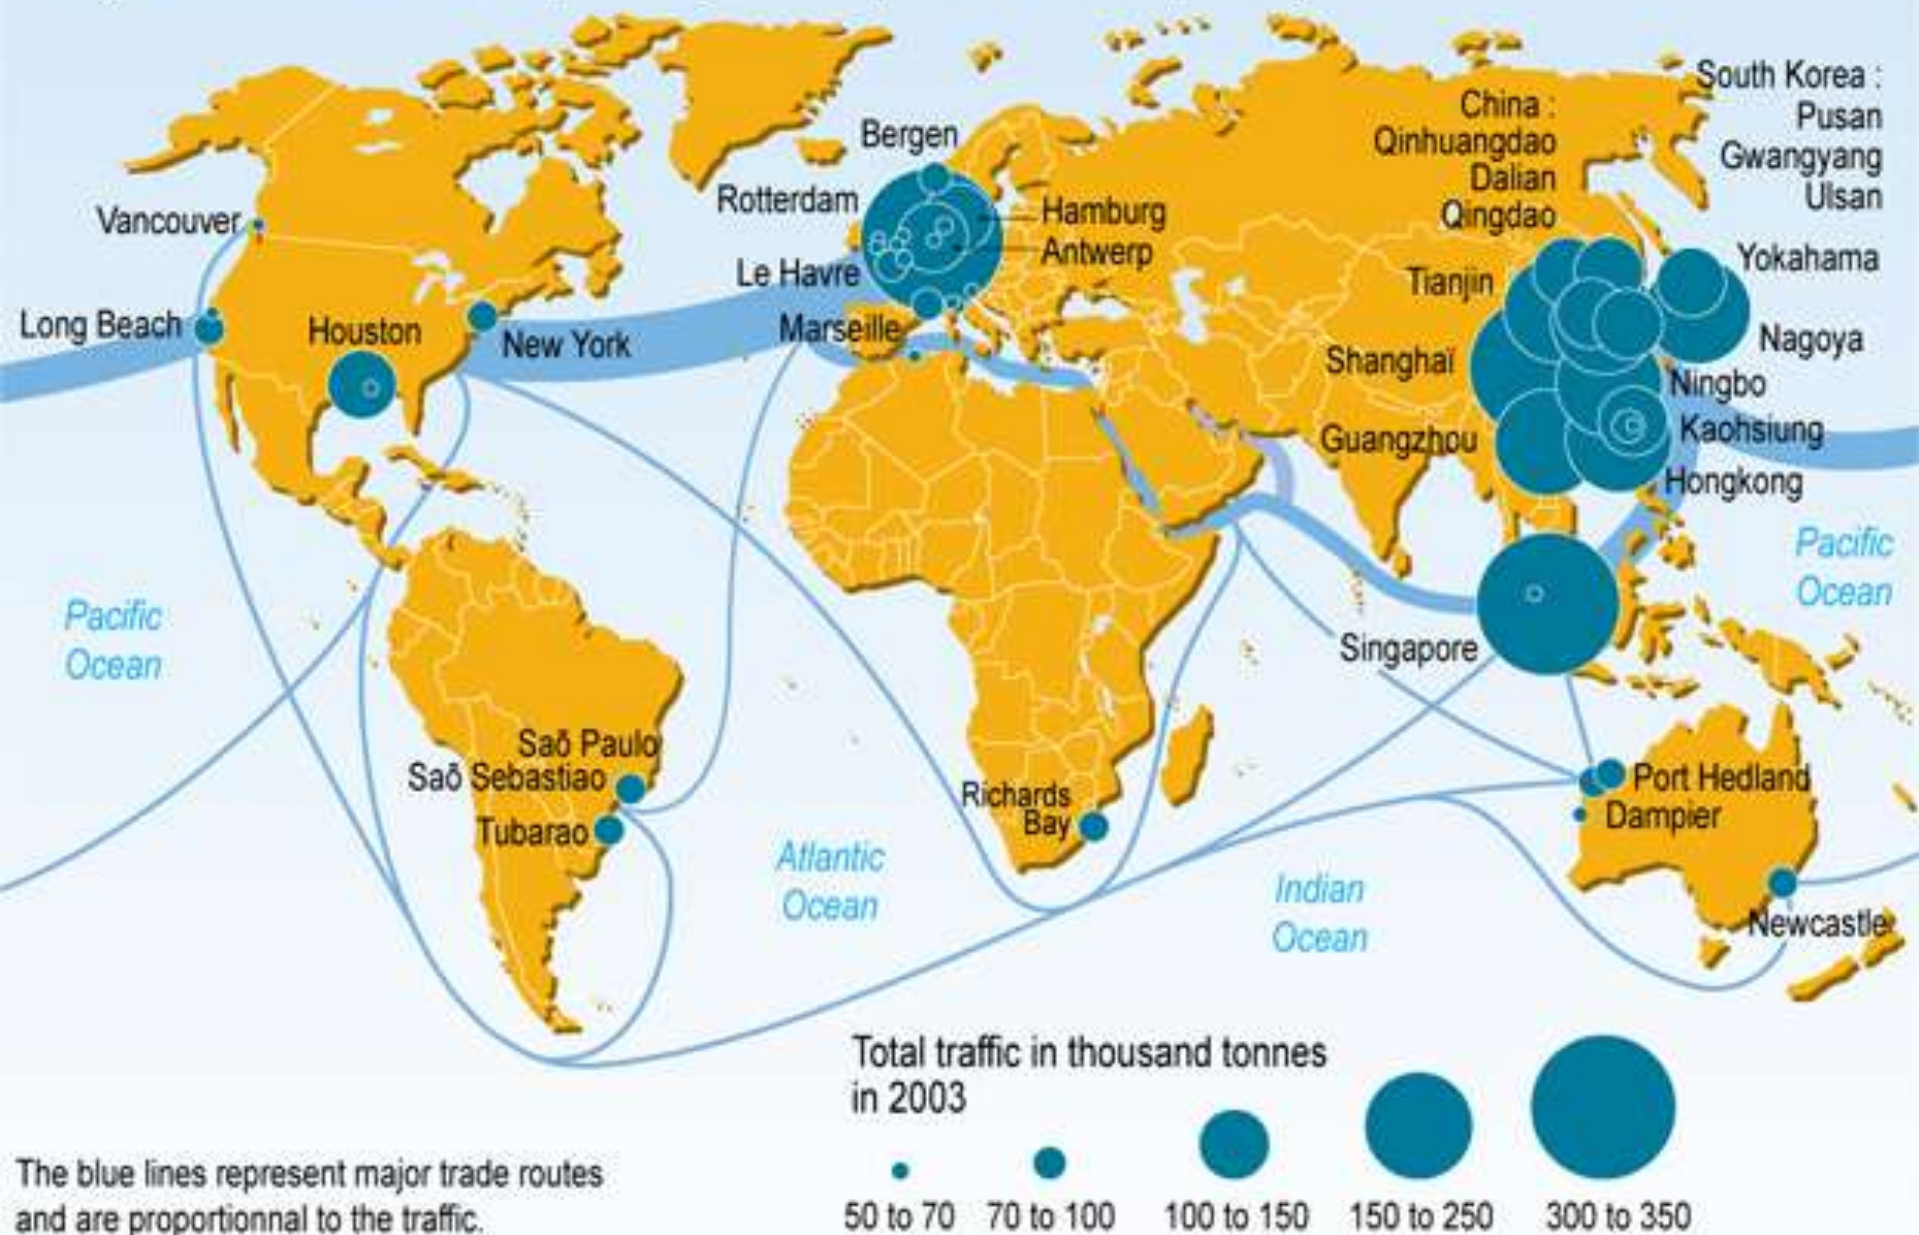 South Korea :
Pusan
Gwangyang
Ulsan
China :
Qinhuangdao
Dalian
Qingdao
Bergen
Rotterdam
Hamburg
Antwerp
Vancouver
Le Havre
Tianjin
Yokahama
Long Beach
Houston
New York
Marseille
Nagoya
Shanghaï
Ningbo
Guangzhou
Kaohsiung
Hongkong
Pacific
Ocean
Pacific
Ocean
Singapore
Saō Paulo
Saō Sebastiao
Tubarao
Richards
Bay
Port Hedland
Dampier
Atlantic
Ocean
Indian
Ocean
Newcastle
Total traffic in thousand tonnes
in 2003
The blue lines represent major trade routes
and are proportionnal to the traffic.
50 to 70
70 to 100
100 to 150
150 to 250
300 to 350